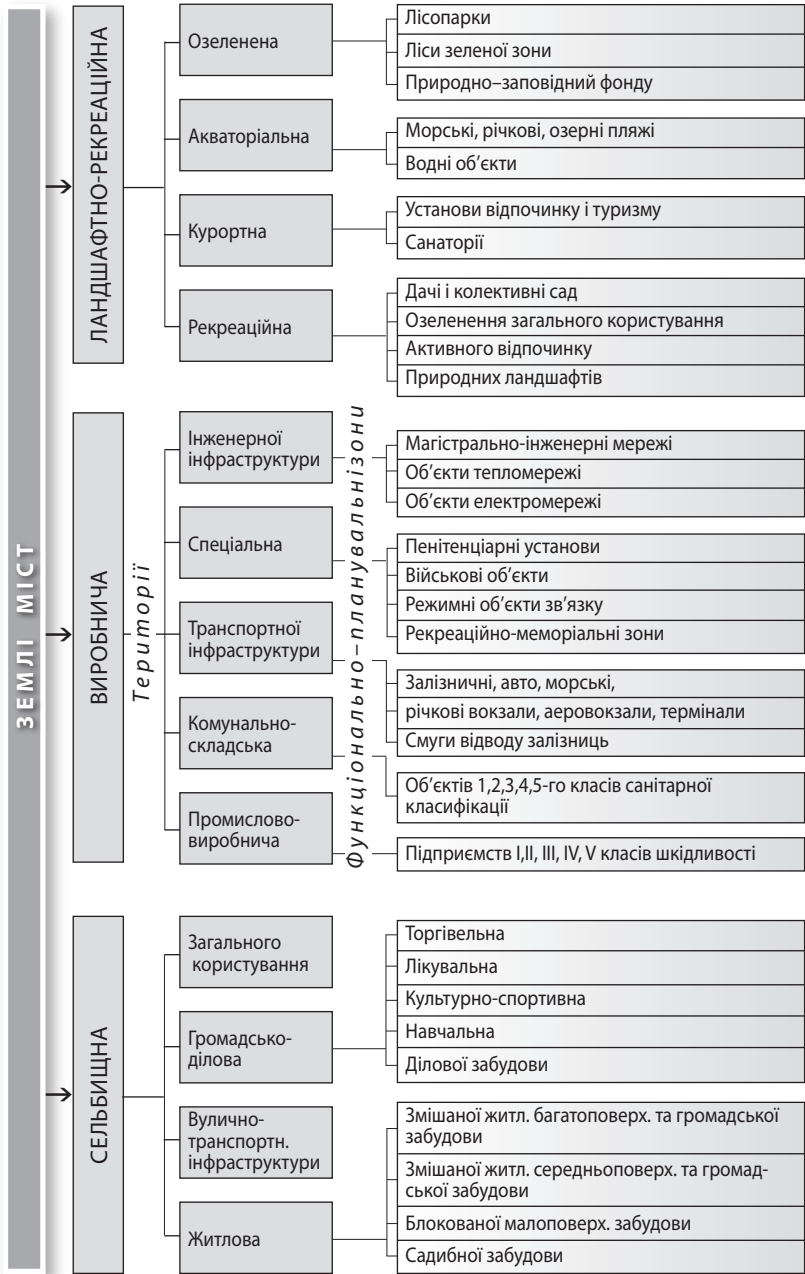 ЗЕМЛІ МІСТ
ЛАНДШАФТНО-РЕКРЕАЦІЙНА
Озеленена
Лісопарки
Ліси зеленої зони
Природно–заповідний фонду
Акваторіальна
Морські, річкові, озерні пляжі
Водні об’єкти
Курортна
Установи відпочинку і туризму
Санаторії
Рекреаційна
Дачі і колективні сад
Озеленення загального користування
Активного відпочинку
Природних ландшафтів
ВИРОБНИЧА
Території
Функціонально–планувальнізони
Інженерної
інфраструктури
Магістрально-інженерні мережі
Об’єкти тепломережі
Об’єкти електромережі
Спеціальна
Пенітенціарні установи
Військові об’єкти
Режимні об’єкти зв’язку
Рекреаційно-меморіальні зони
Транспортної
інфраструктури
Залізничні, авто, морські,
річкові вокзали, аеровокзали, термінали
Смуги відводу залізниць
Комунально-
складська
Об’єктів 1,2,3,4,5-го класів санітарної
класифікації
Промислово-
виробнича
Підприємств І,ІІ, ІІІ, IV, V класів шкідливості
СЕЛЬБИЩНА
Загального
користування
Громадсько-
ділова
Торгівельна
Лікувальна
Культурно-спортивна
Навчальна
Ділової забудови
Вулично-
транспортн.
інфраструктури
Житлова
Змішаної житл. багатоповерх. та громадської
забудови
Змішаної житл. середньоповерх. та громад-
ської забудови
Блокованої малоповерх. забудови
Садибної забудови